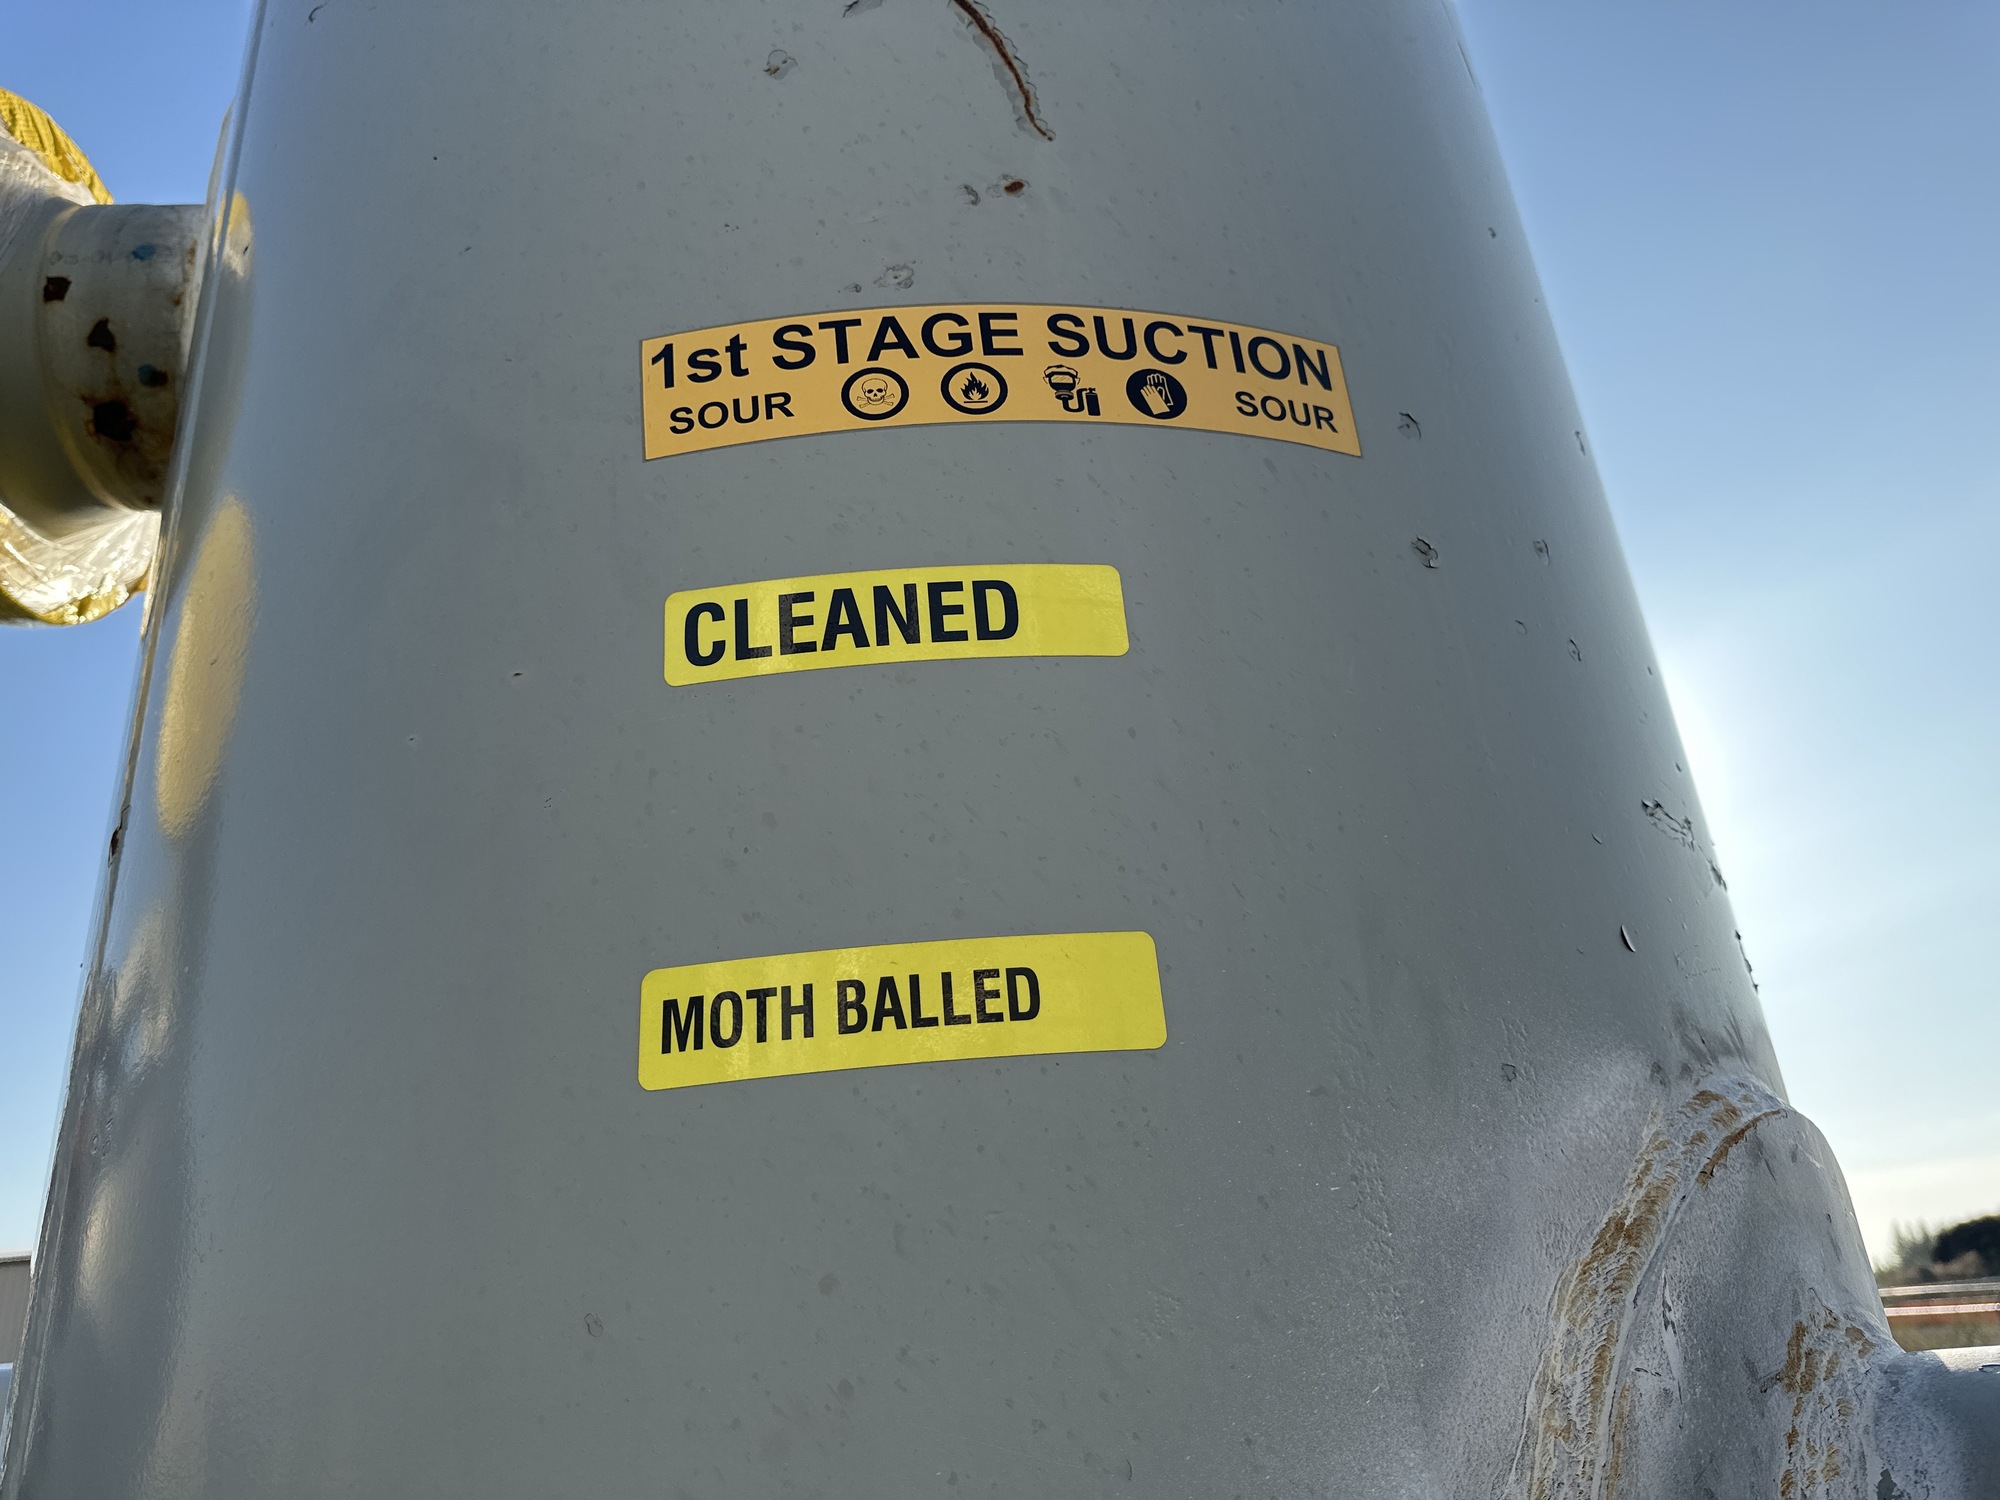 1st STAGE SUCTION
SOUR SOUR
CLEANED
MOTH BALLED